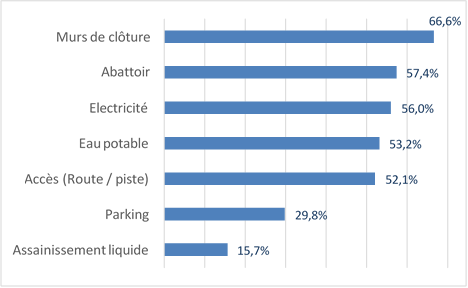 Murs de clôture 66,6%
Abattoir 57,4%
Electricité 56,0%
Eau potable 53,2%
Accès (Route / piste) 52,1%
Parking 29,8%
Assainissement liquide 15,7%